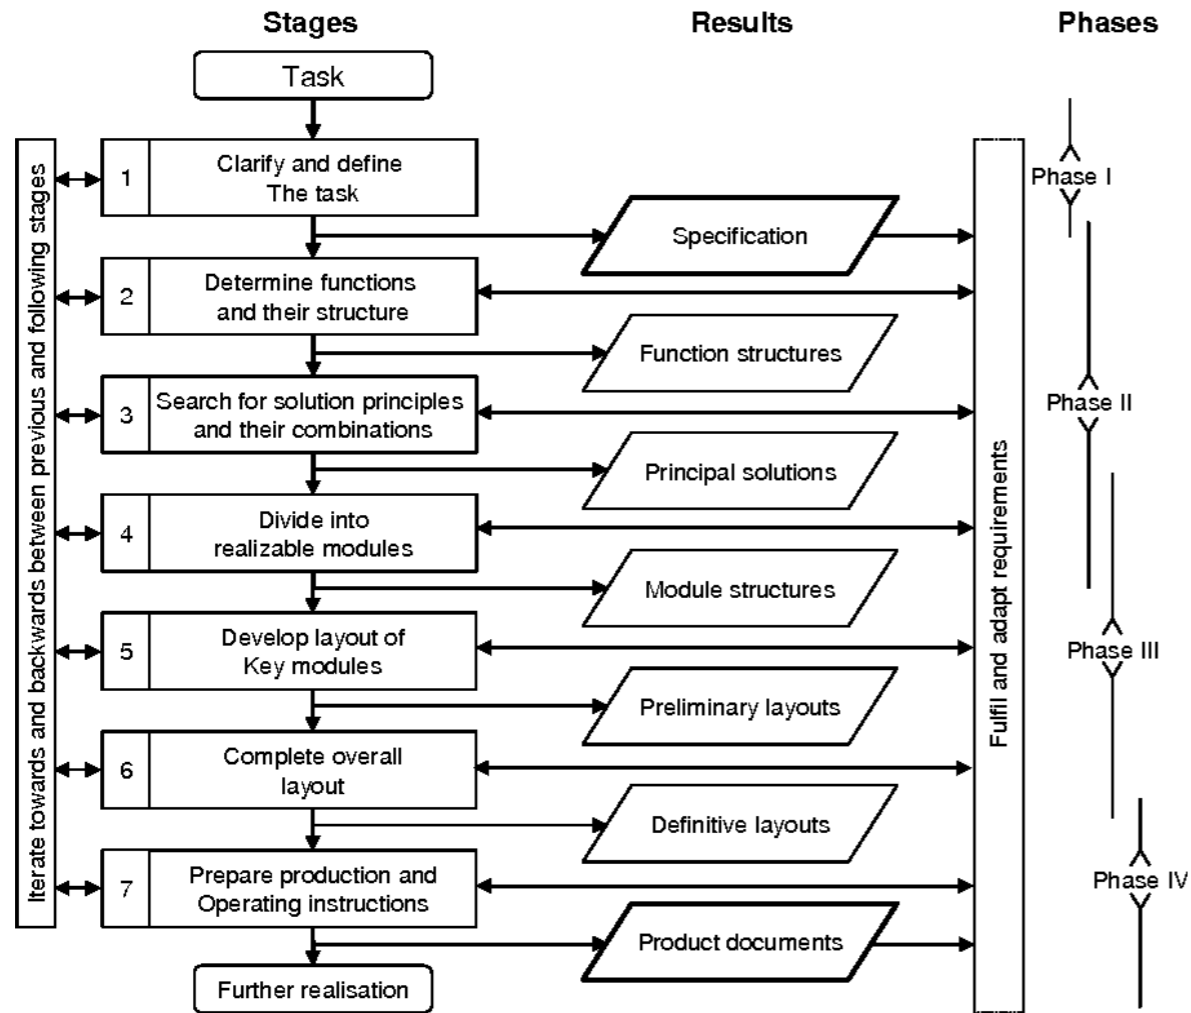 Stages
Results
Phases
Task
1
Clarify and define
The task
Phase I
Specification
2
Determine functions
and their structure
Function structures
3
Search for solution principles
and their combinations
Phase II
Principal solutions
4
Divide into
realizable modules
Module structures
5
Develop layout of
Key modules
Phase III
Preliminary layouts
6
Complete overall
layout
Definitive layouts
7
Prepare production and
Operating instructions
Phase IV
Product documents
Further realisation
Iterate towards and backwards between previous and following stages
Fulfil and adapt requirements